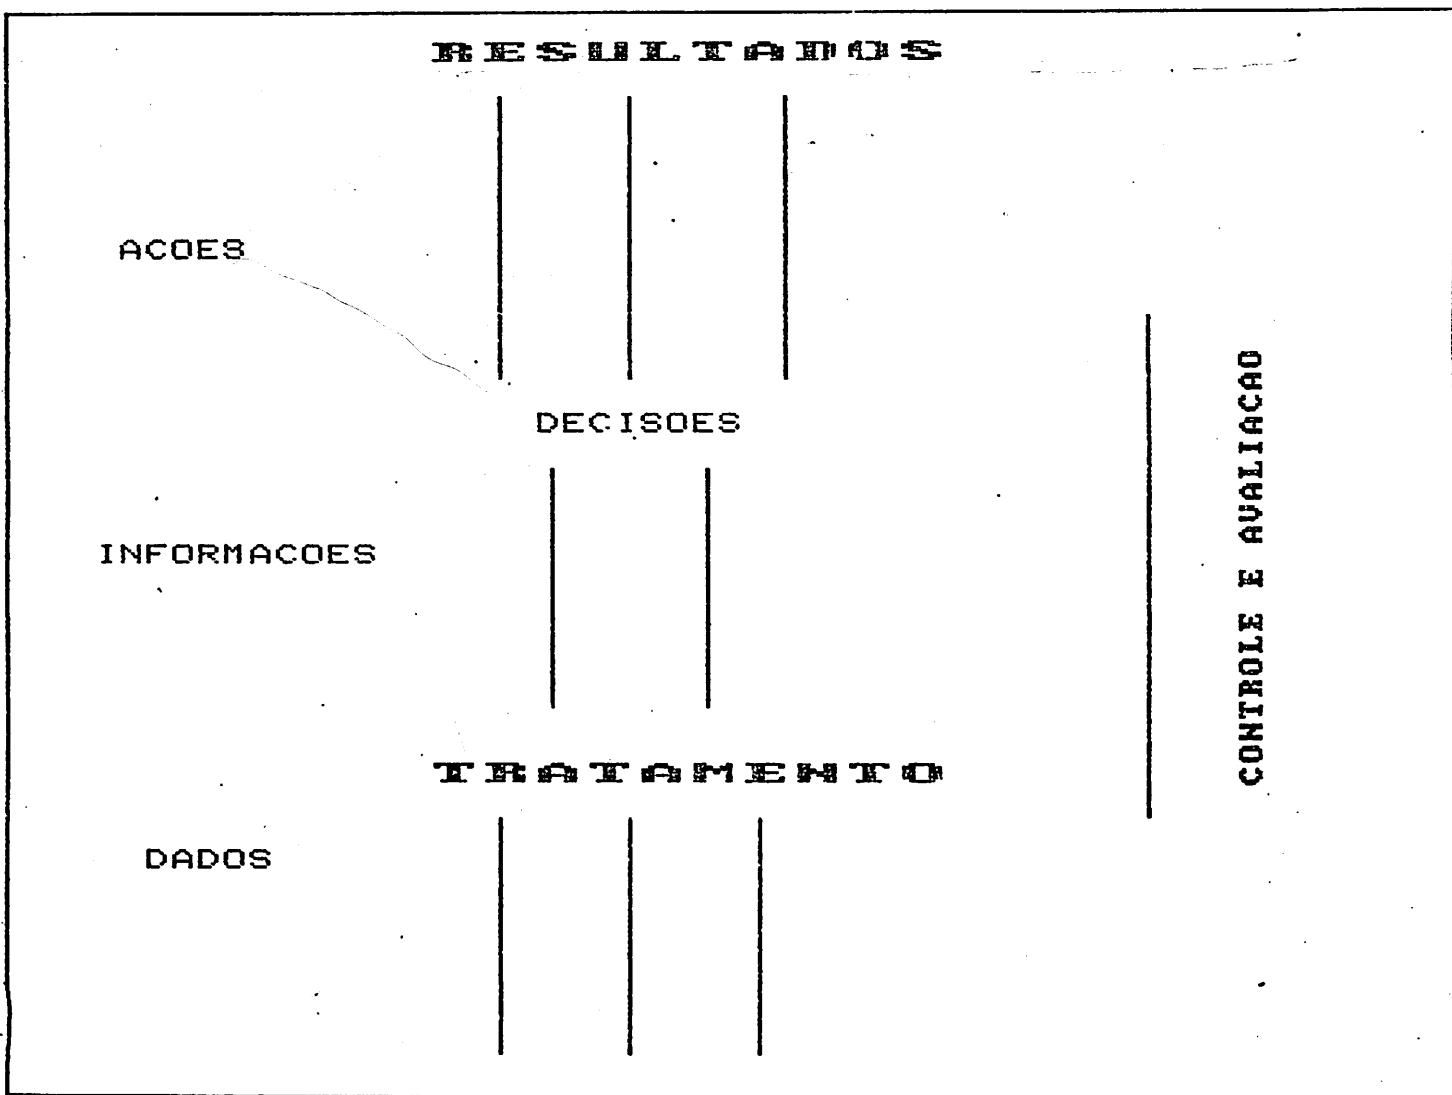 RESULTADOS
ACOES
DECISOES
INFORMACOES
TRATAMENTO
DADOS
CONTROLE E AVALIACAO